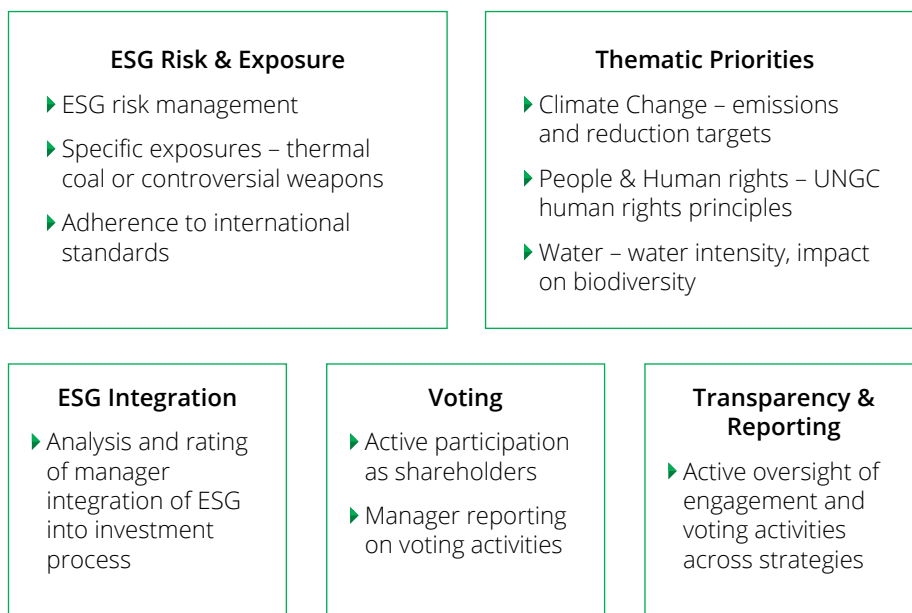 ESG Risk & Exposure
ESG risk management
Specific exposures – thermal
coal or controversial weapons
Adherence to international
standards
Thematic Priorities
Climate Change – emissions
and reduction targets
People & Human rights – UNGC
human rights principles
Water – water intensity, impact
on biodiversity
ESG Integration
Analysis and rating
of manager
integration of ESG
into investment
process
Voting
Active participation
as shareholders
Manager reporting
on voting activities
Transparency &
Reporting
Active oversight of
engagement and
voting activities
across strategies